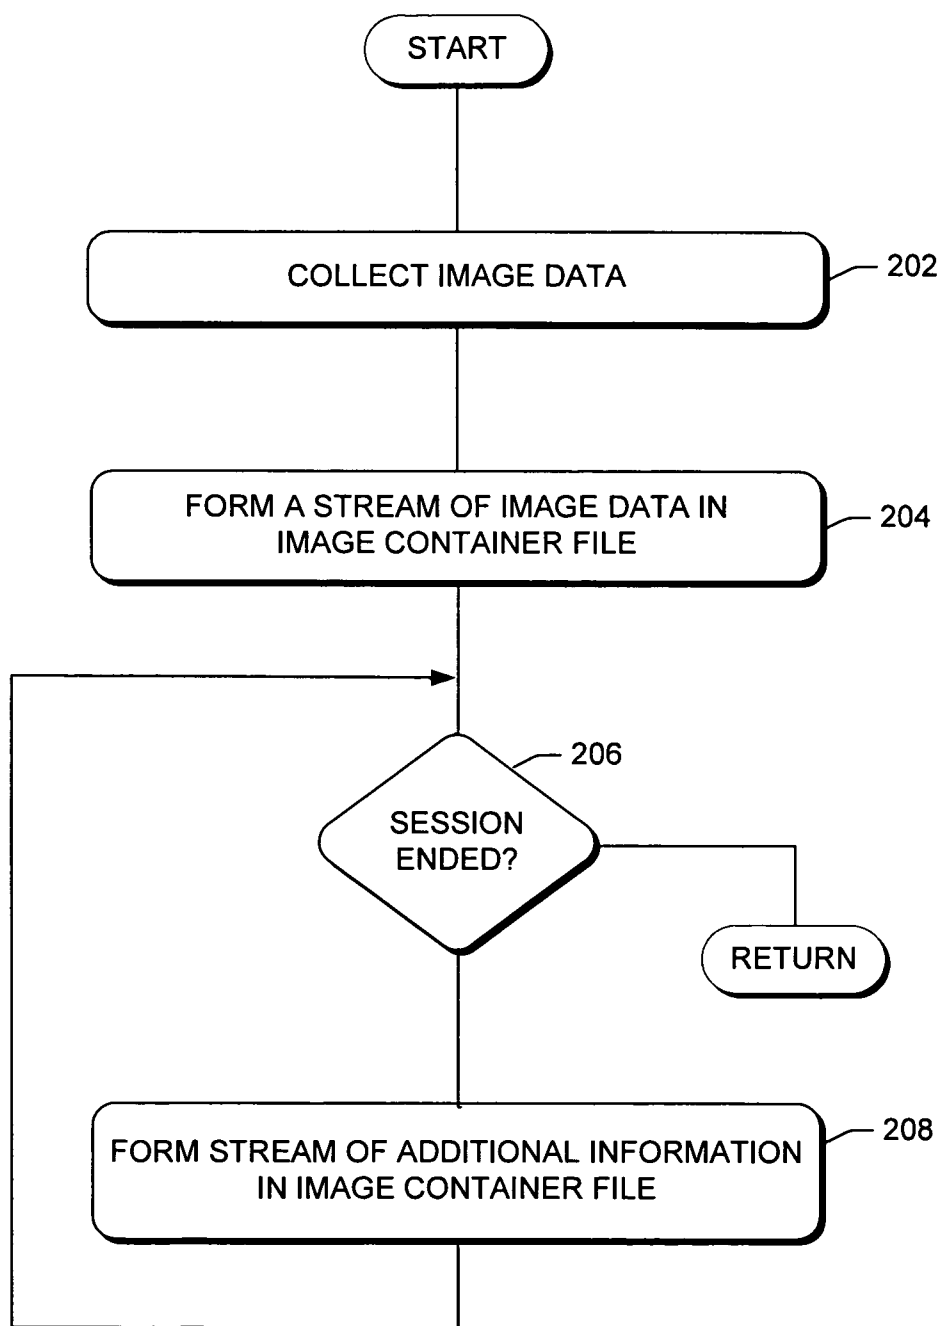 START
COLLECT IMAGE DATA
202
FORM A STREAM OF IMAGE DATA IN
IMAGE CONTAINER FILE
204
206
SESSION
ENDED?
RETURN
FORM STREAM OF ADDITIONAL INFORMATION
IN IMAGE CONTAINER FILE
208